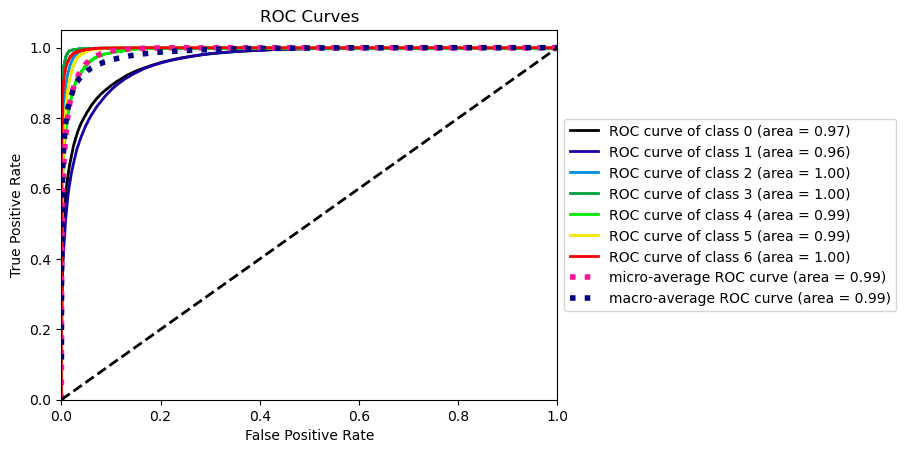 ROC Curves
True Positive Rate
1.0
0.8
0.6
0.4
0.2
0.0
0.0 0.2 0.4 0.6 0.8 1.0
False Positive Rate
ROC curve of class 0 (area = 0.97)
ROC curve of class 1 (area = 0.96)
ROC curve of class 2 (area = 1.00)
ROC curve of class 3 (area = 1.00)
ROC curve of class 4 (area = 0.99)
ROC curve of class 5 (area = 0.99)
ROC curve of class 6 (area = 1.00)
micro-average ROC curve (area = 0.99)
macro-average ROC curve (area = 0.99)